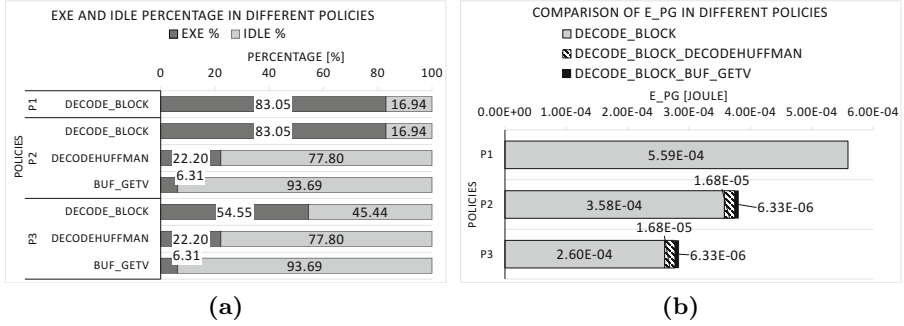 EXE AND IDLE PERCENTAGE IN DIFFERENT POLICIES
EXE % IDLE %
PERCENTAGE [%]
0 20 40 60 80 100
POLICIES
P1
DECODE_BLOCK 83.05 16.94
P2
DECODE_BLOCK 83.05 16.94
DECODEHUFFMAN 22.20 77.80
BUF_GETV 6.31 93.69
P3
DECODE_BLOCK 54.55 45.44
DECODEHUFFMAN 22.20 77.80
BUF_GETV 6.31 93.69
(a)
COMPARISON OF E_PG IN DIFFERENT POLICIES
DECODE_BLOCK
DECODE_BLOCK_DECODEHUFFMAN
DECODE_BLOCK_BUF_GETV
E_PG [JOULE]
0.00E+00 1.00E-04 2.00E-04 3.00E-04 4.00E-04 5.00E-04 6.00E-04
POLICIES
P1 5.59E-04
1.68E-05
P2 3.58E-04 6.33E-06
1.68E-05
P3 2.60E-04 6.33E-06
(b)